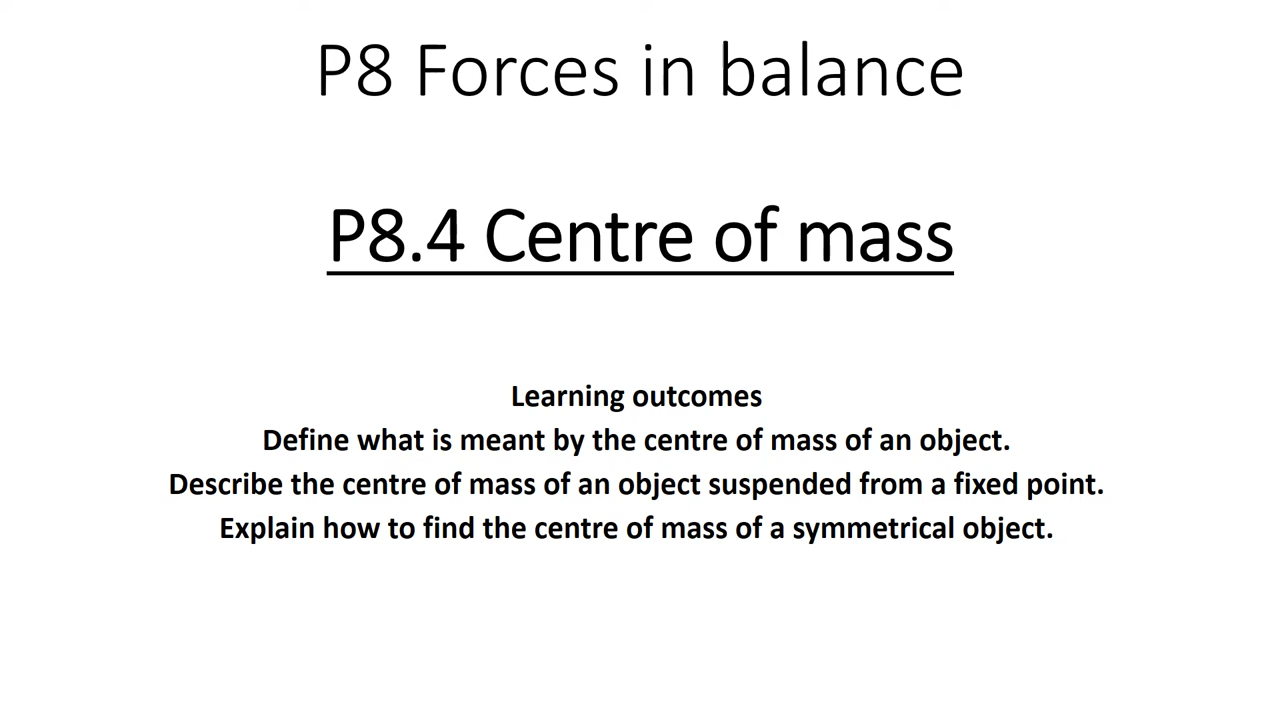 P8 Forces in balance
P8.4 Centre of mass
Learning outcomes
Define what is meant by the centre of mass of an object.
Describe the centre of mass of an object suspended from a fixed point.
Explain how to find the centre of mass of a symmetrical object.